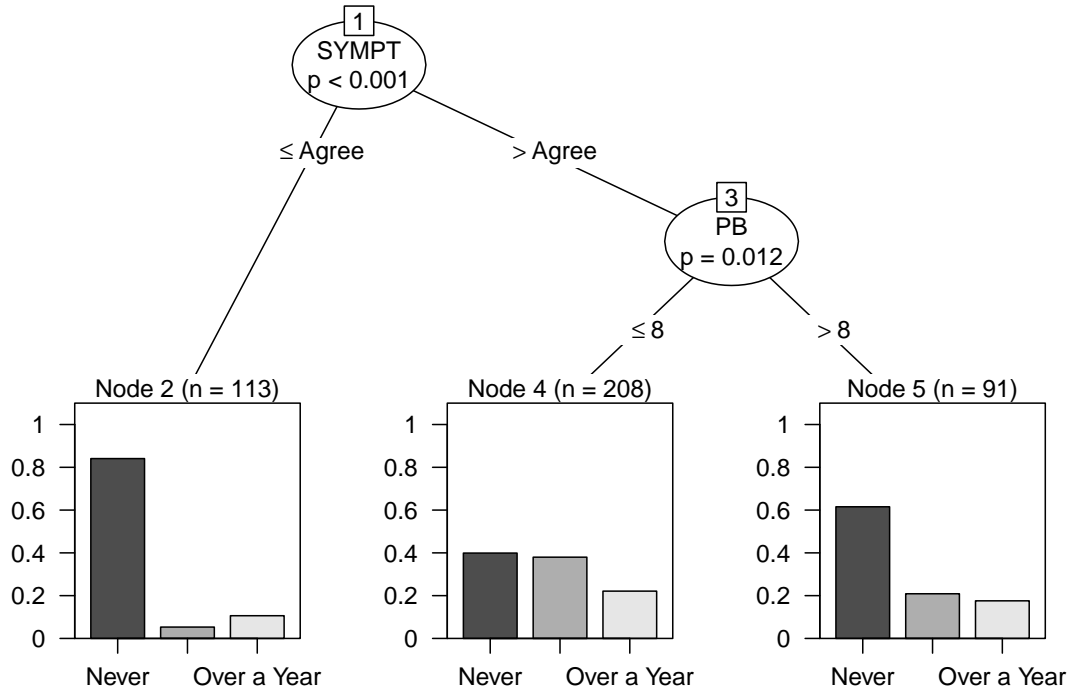 1
SYMPT
p < 0.001
≤ Agree
> Agree
3
PB
p = 0.012
≤ 8
> 8
Node 2 (n = 113)
1
0.8
0.6
0.4
0.2
0
Never
Over a Year
Node 4 (n = 208)
1
0.8
0.6
0.4
0.2
0
Never
Over a Year
Node 5 (n = 91)
1
0.8
0.6
0.4
0.2
0
Never
Over a Year